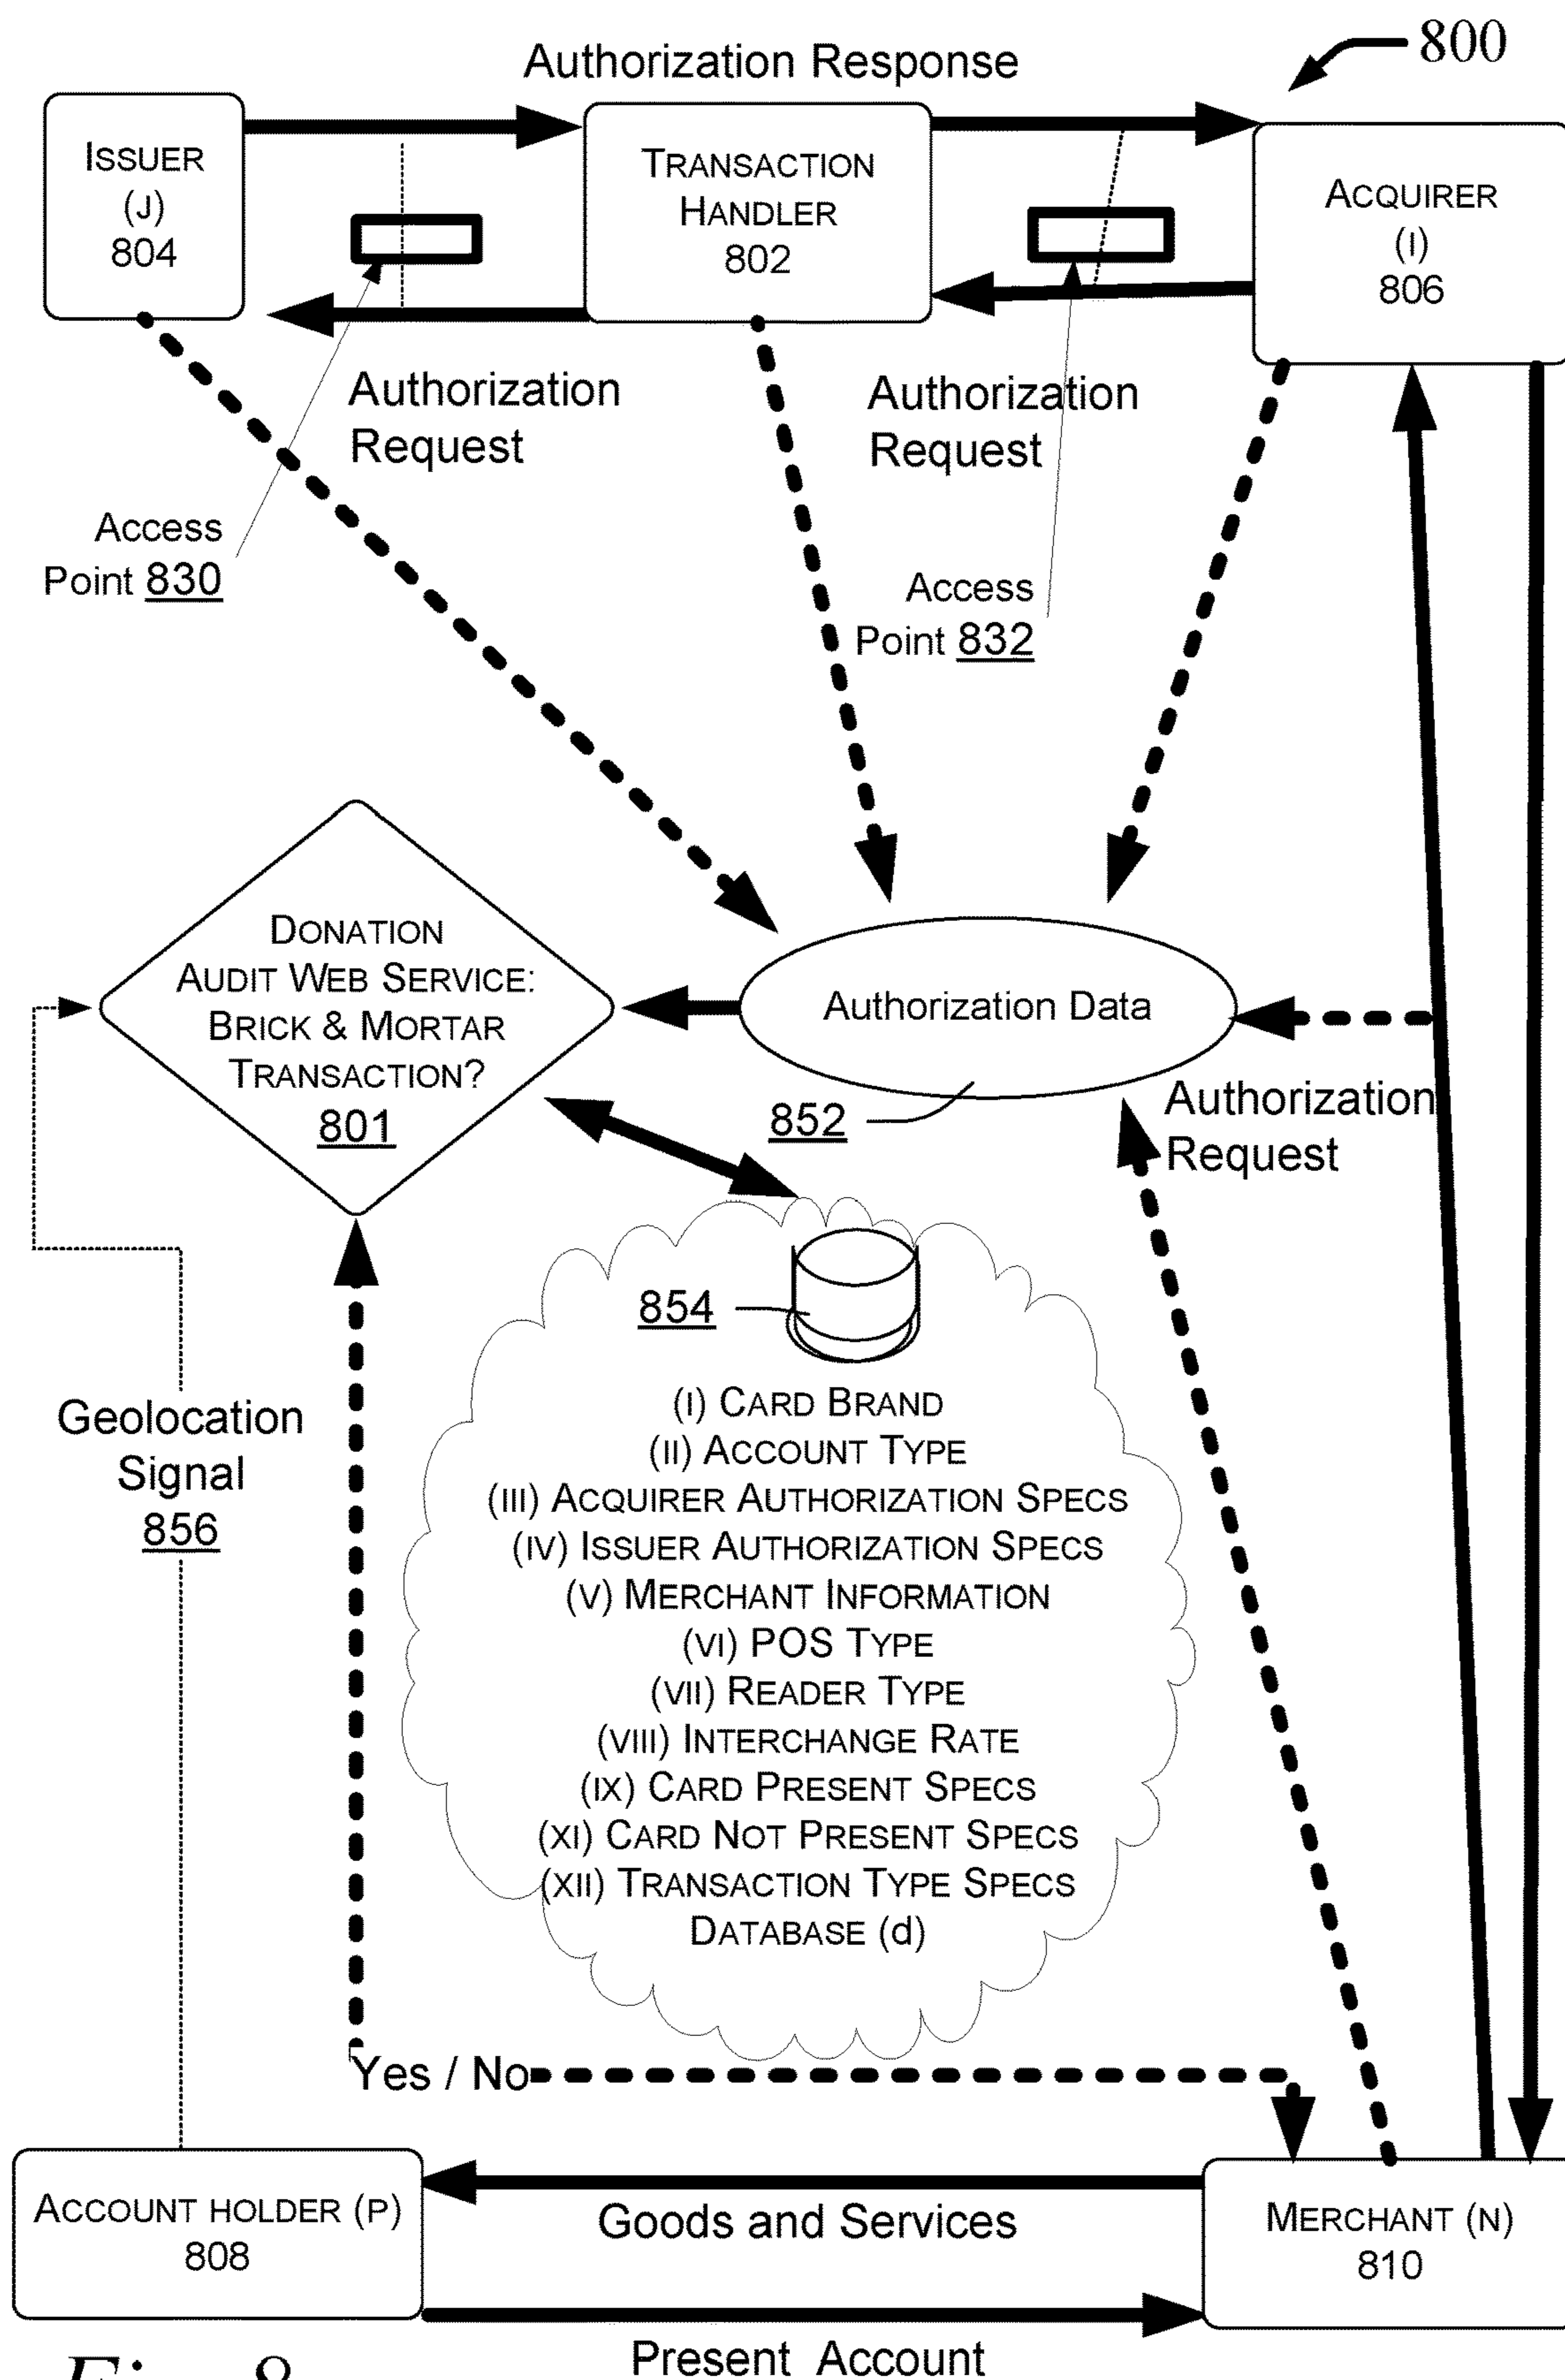 800
Authorization Response
ISSUER
(J)
804
TRANSACTION
HANDLER
802
ACQUIRER
(I)
806
Authorization
Request
Authorization
Request
Access
Point 830
Access
Point 832
DONATION
AUDIT WEB SERVICE:
BRICK & MORTAR
TRANSACTION?
801
Authorization Data
852
Authorization
Request
854
(I) CARD BRAND
(II) ACCOUNT TYPE
(III) ACQUIRER AUTHORIZATION SPECS
(IV) ISSUER AUTHORIZATION SPECS
(V) MERCHANT INFORMATION
(VI) POS TYPE
(VII) READER TYPE
(VIII) INTERCHANGE RATE
(IX) CARD PRESENT SPECS
(XI) CARD NOT PRESENT SPECS
(XII) TRANSACTION TYPE SPECS
DATABASE (d)
Geolocation
Signal
856
Yes / No
ACCOUNT HOLDER (P)
808
Goods and Services
MERCHANT (N)
810
Present Account